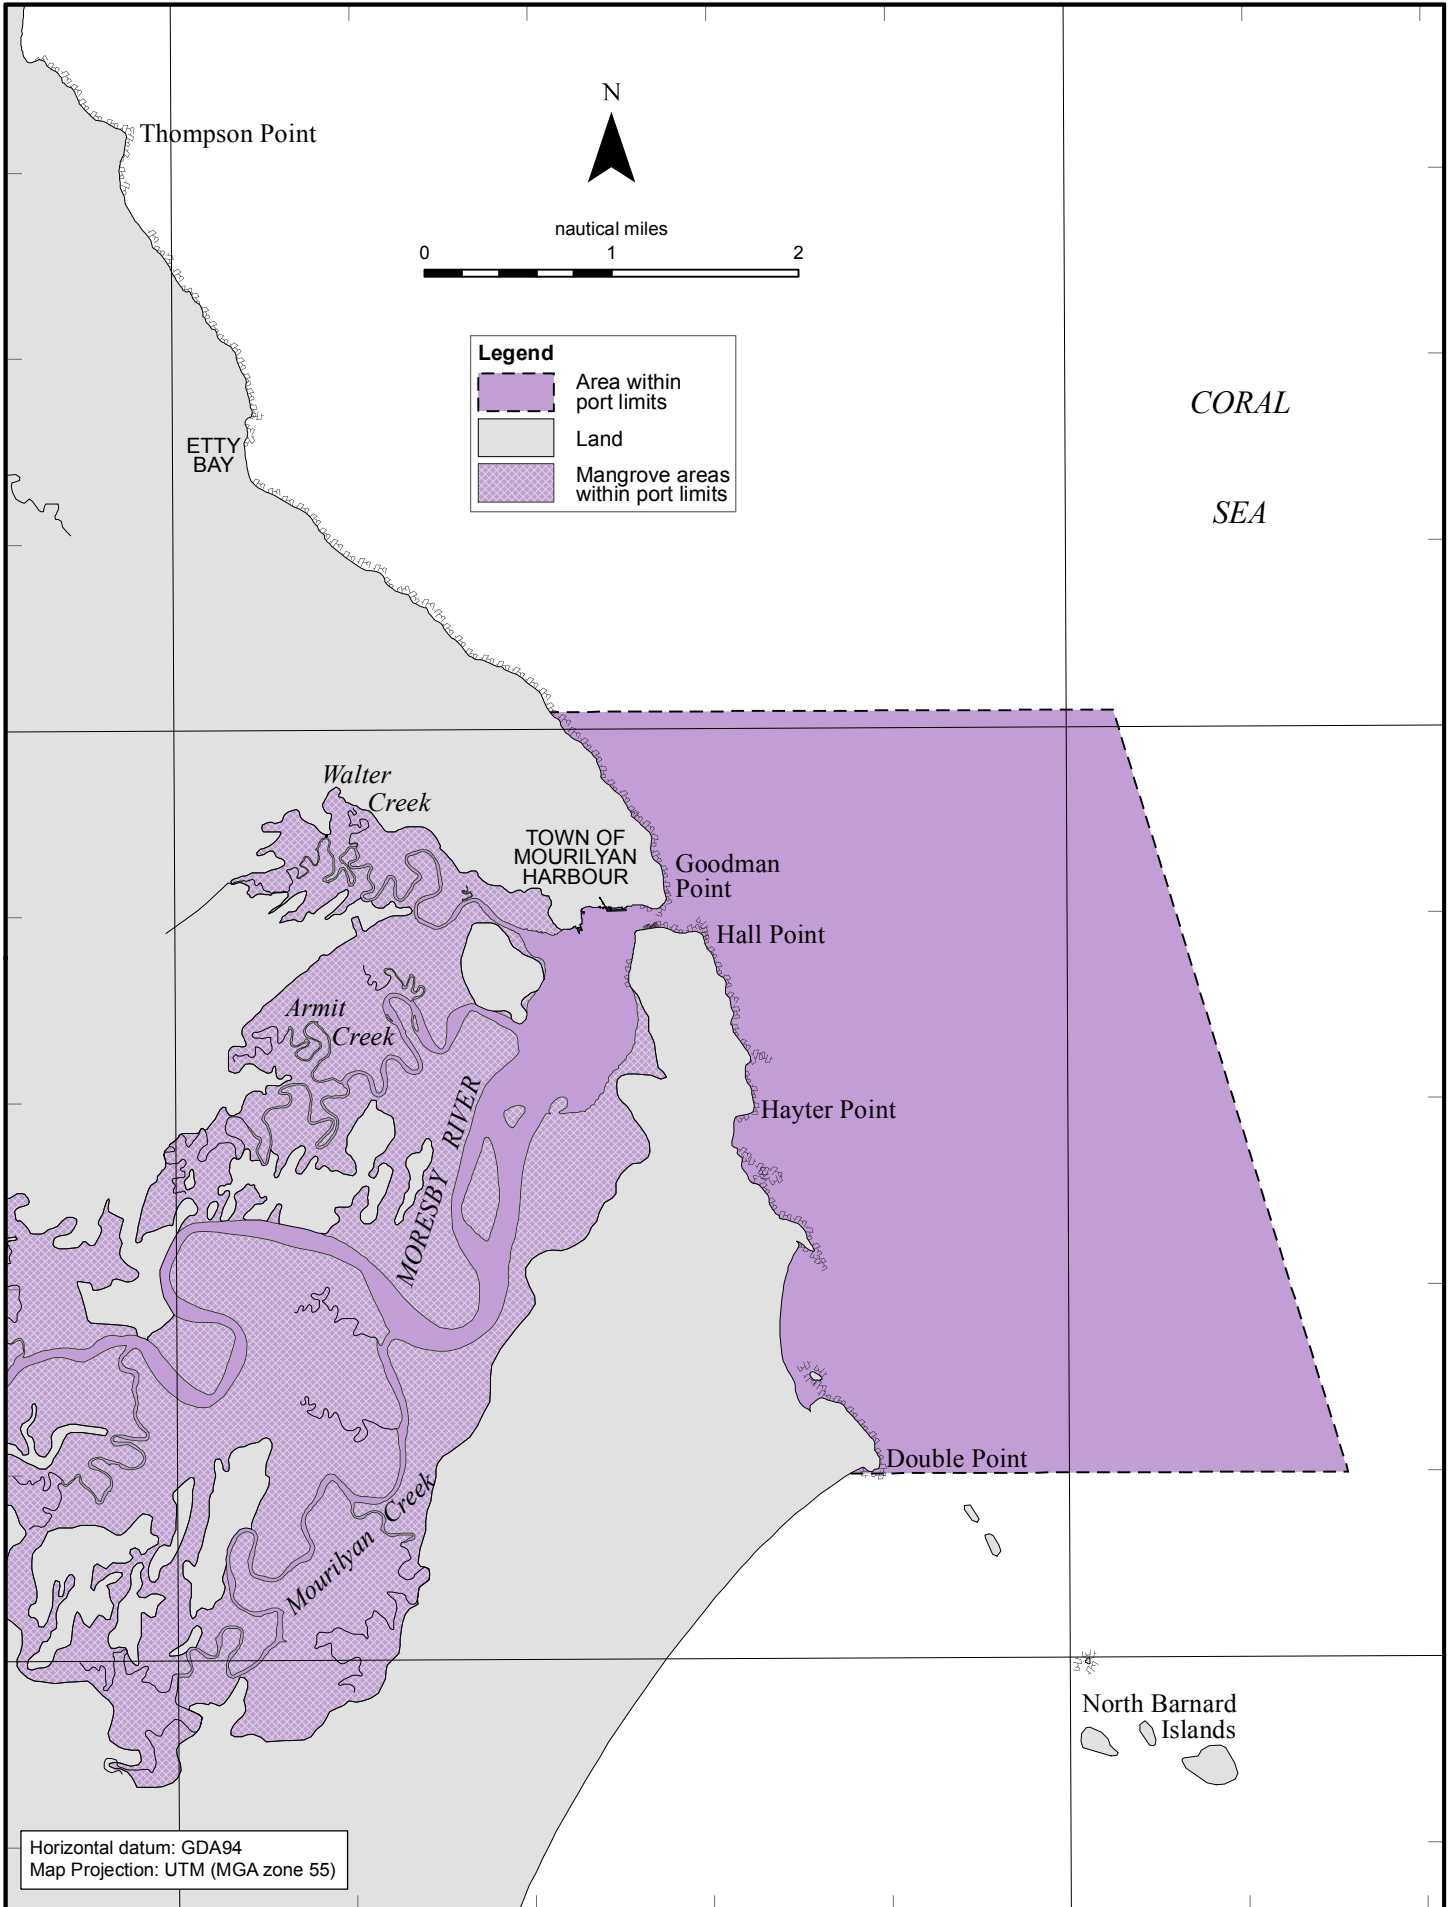 N
Thompson Point
nautical miles
0 1 2
Legend
Area within
port limits
Land
Mangrove areas
within port limits
CORAL
SEA
ETTY
BAY
Walter
Creek
TOWN OF
MOURILYAN
HARBOUR
Goodman
Point
Hall Point
Armit
Creek
MORESBY RIVER
Hayter Point
Double Point
Mourilyan Creek
North Barnard
Islands
Horizontal datum: GDA94
Map Projection: UTM (MGA zone 55)